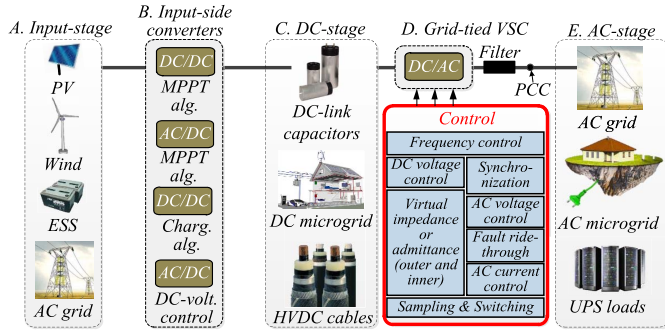 A. Input-stage
PV
Wind
ESS
AC grid
B. Input-side
converters
DC/DC
MPPT
alg.
AC/DC
MPPT
alg.
DC/DC
Charg.
alg.
AC/DC
DC-volt.
control
C. DC-stage
DC-link
capacitors
DC microgrid
HVDC cables
D. Grid-tied VSC
DC/AC
Filter
PCC
Control
Frequency control
DC voltage
control
Virtual
impedance
or
admittance
(outer and
inner)
Synchro-
nization
AC voltage
control
Fault ride-
through
AC current
control
Sampling & Switching
E. AC-stage
AC grid
AC microgrid
UPS loads